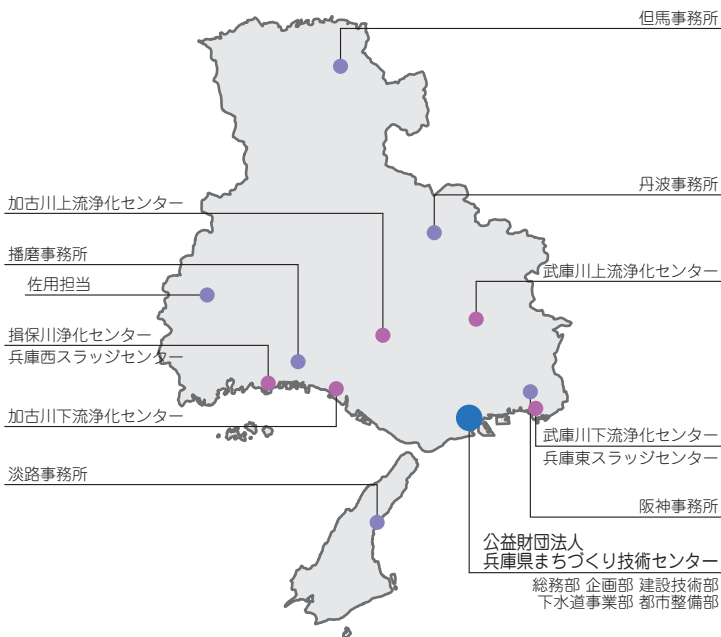 但馬事務所
丹波事務所
加古川上流浄化センター
播磨事務所
武庫川上流浄化センター
佐用担当
揖保川浄化センター
兵庫西スラッジセンター
加古川下流浄化センター
武庫川下流浄化センター
兵庫東スラッジセンター
淡路事務所
阪神事務所
公益財団法人
兵庫県まちづくり技術センター
総務部 企画部 建設技術部
下水道事業部 都市整備部